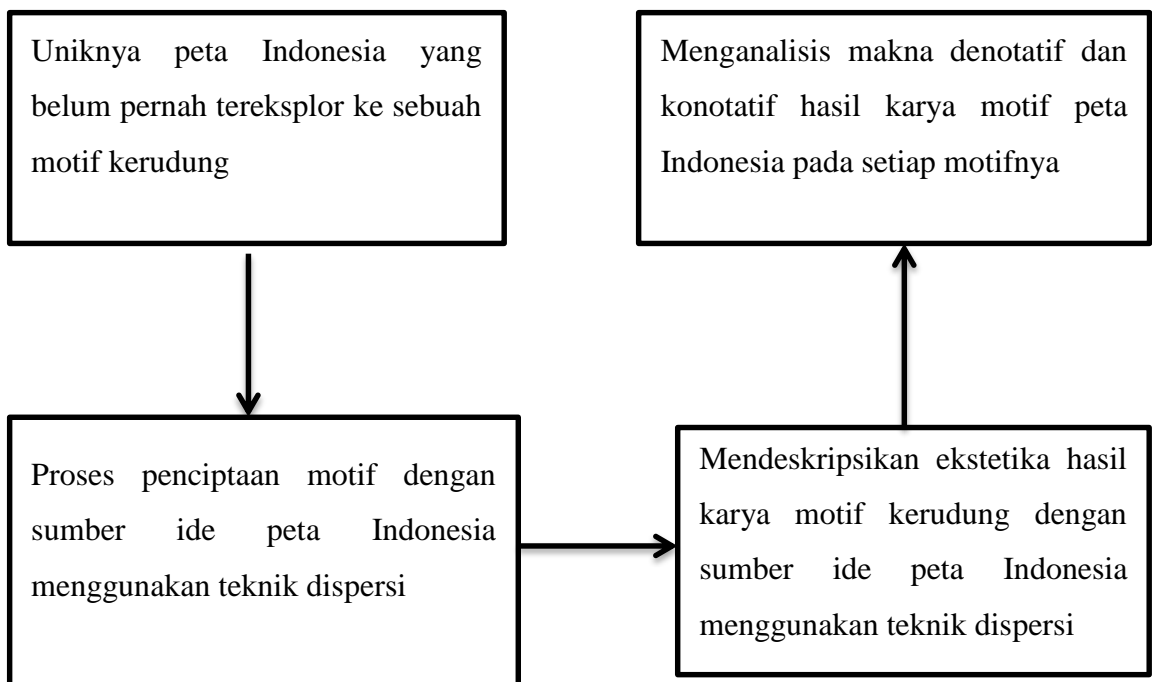 Uniknya peta Indonesia yang
belum pernah tereksplor ke sebuah
motif kerudung
Proses penciptaan motif dengan
sumber ide peta Indonesia
menggunakan teknik dispersi
Mendeskripsikan ekstetika hasil
karya motif kerudung dengan
sumber ide peta Indonesia
menggunakan teknik dispersi
Menganalisis makna denotatif dan
konotatif hasil karya motif peta
Indonesia pada setiap motifnya